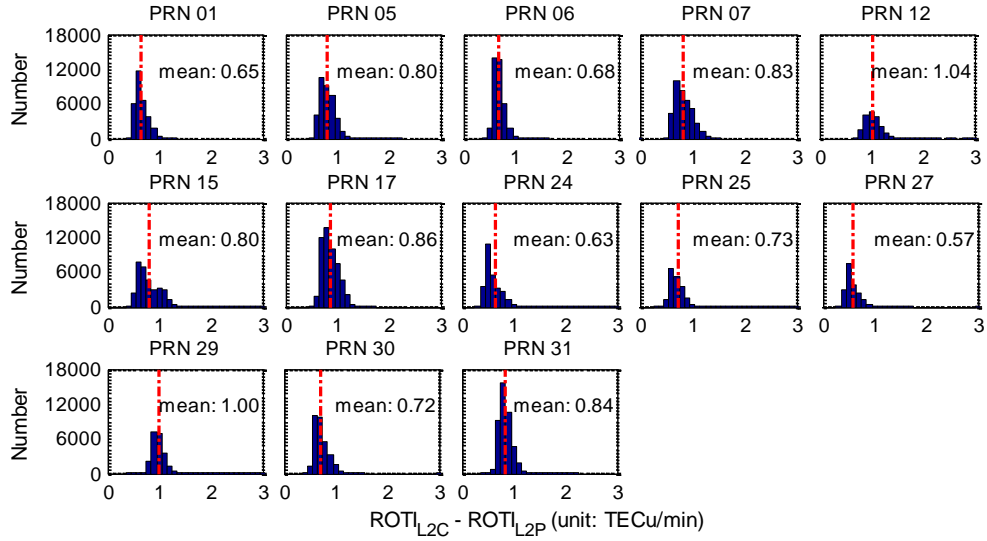 PRN 01 PRN 05 PRN 06 PRN 07 PRN 12
Number
18000
12000
6000
0
mean: 0.65 mean: 0.80 mean: 0.68 mean: 0.83 mean: 1.04
0 1 2 3 0 1 2 3 0 1 2 3 0 1 2 3 0 1 2 3
PRN 15 PRN 17 PRN 24 PRN 25 PRN 27
Number
18000
12000
6000
0
mean: 0.80 mean: 0.86 mean: 0.63 mean: 0.73 mean: 0.57
0 1 2 3 0 1 2 3 0 1 2 3 0 1 2 3 0 1 2 3
PRN 29 PRN 30 PRN 31
Number
18000
12000
6000
0
mean: 1.00 mean: 0.72 mean: 0.84
0 1 2 3 0 1 2 3 0 1 2 3
ROTI_L2C - ROTI_L2P (unit: TECu/min)